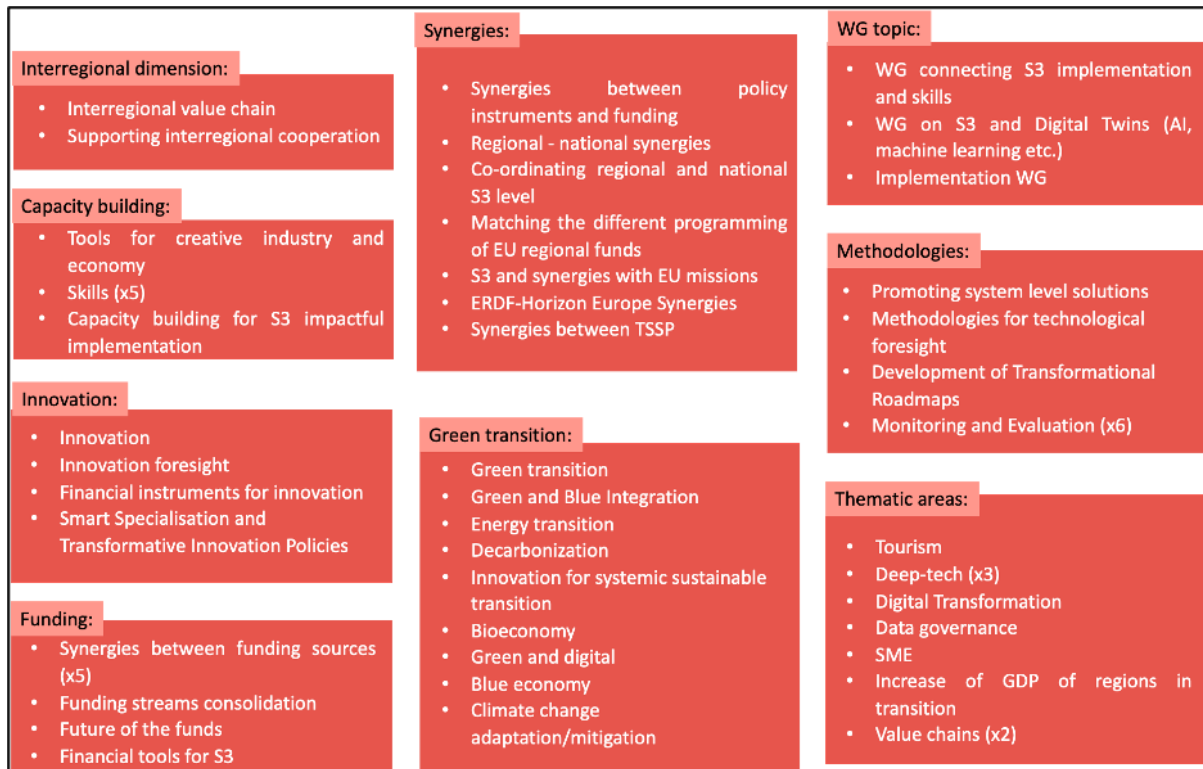 Interregional dimension:
• Interregional value chain
• Supporting interregional cooperation
Capacity building:
• Tools for creative industry and
economy
• Skills (x5)
• Capacity building for S3 impactful
implementation
Innovation:
• Innovation
• Innovation foresight
• Financial instruments for innovation
• Smart Specialisation and
Transformative Innovation Policies
Funding:
• Synergies between funding sources
(x5)
• Funding streams consolidation
• Future of the funds
• Financial tools for S3
Synergies:
• Synergies between policy
instruments and funding
• Regional - national synergies
• Co-ordinating regional and national
S3 level
• Matching the different programming
of EU regional funds
• S3 and synergies with EU missions
• ERDF-Horizon Europe Synergies
• Synergies between TSSP
Green transition:
• Green transition
• Green and Blue Integration
• Energy transition
• Decarbonization
• Innovation for systemic sustainable
transition
• Bioeconomy
• Green and digital
• Blue economy
• Climate change
adaptation/mitigation
WG topic:
• WG connecting S3 implementation
and skills
• WG on S3 and Digital Twins (AI,
machine learning etc.)
• Implementation WG
Methodologies:
• Promoting system level solutions
• Methodologies for technological
foresight
• Development of Transformational
Roadmaps
• Monitoring and Evaluation (x6)
Thematic areas:
• Tourism
• Deep-tech (x3)
• Digital Transformation
• Data governance
• SME
• Increase of GDP of regions in
transition
• Value chains (x2)